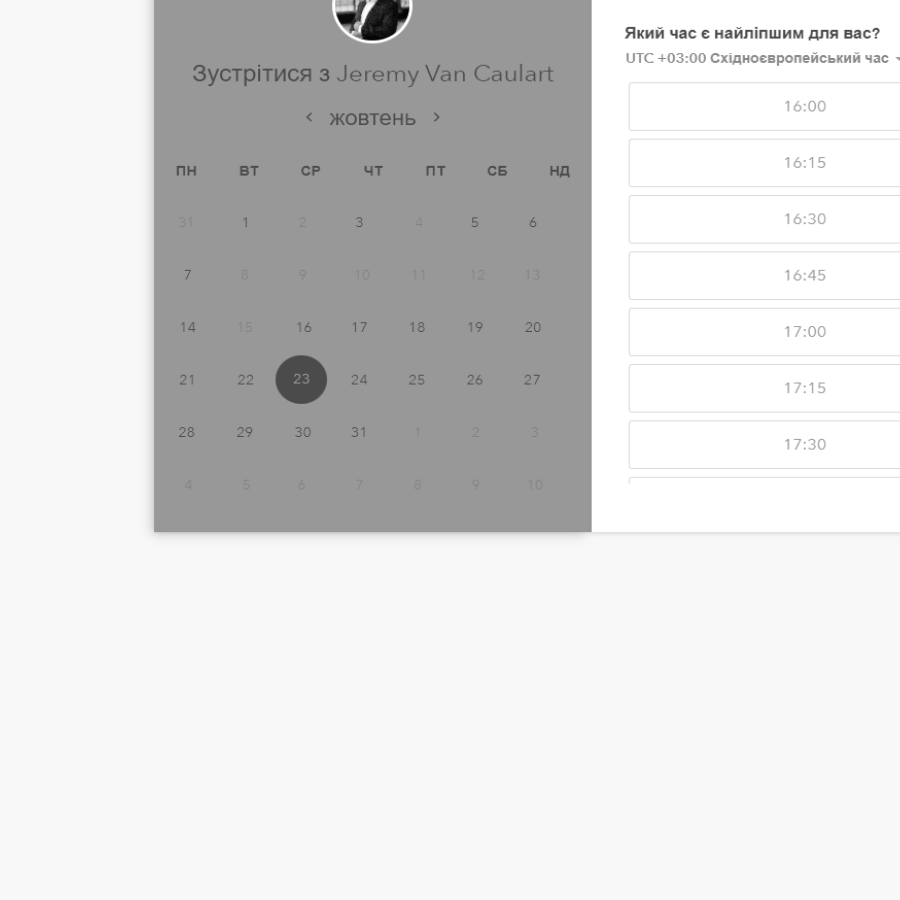 Зустрітися з Jeremy Van Caulart
жовтень
ПН ВТ СР ЧТ ПТ СБ НД
31 1 2 3 4 5 6
7 8 9 10 11 12 13
14 15 16 17 18 19 20
21 22 23 24 25 26 27
28 29 30 31 1 2 3
4 5 6 7 8 9 10
Який час є найліпшим для вас?
UTC +03:00 Східноєвропейський час
16:00
16:15
16:30
16:45
17:00
17:15
17:30